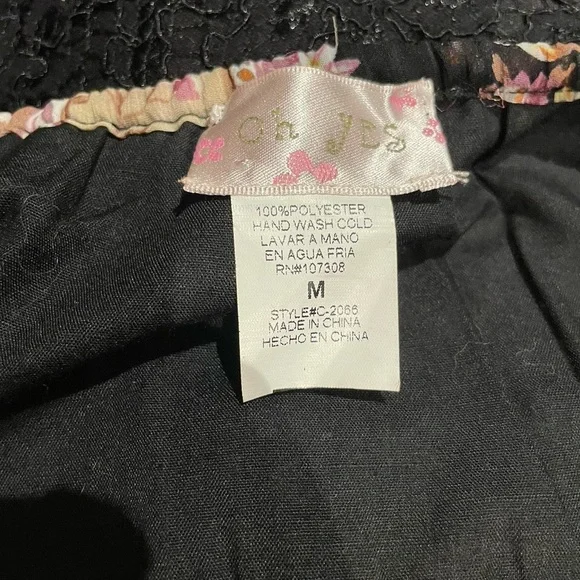 oh yes
100%POLYESTER
HAND WASH COLD
LAVAR A MANO
EN AGUA FRIA
RN#107308
M
STYLE#C-2066
MADE IN CHINA
HECHO EN CHINA